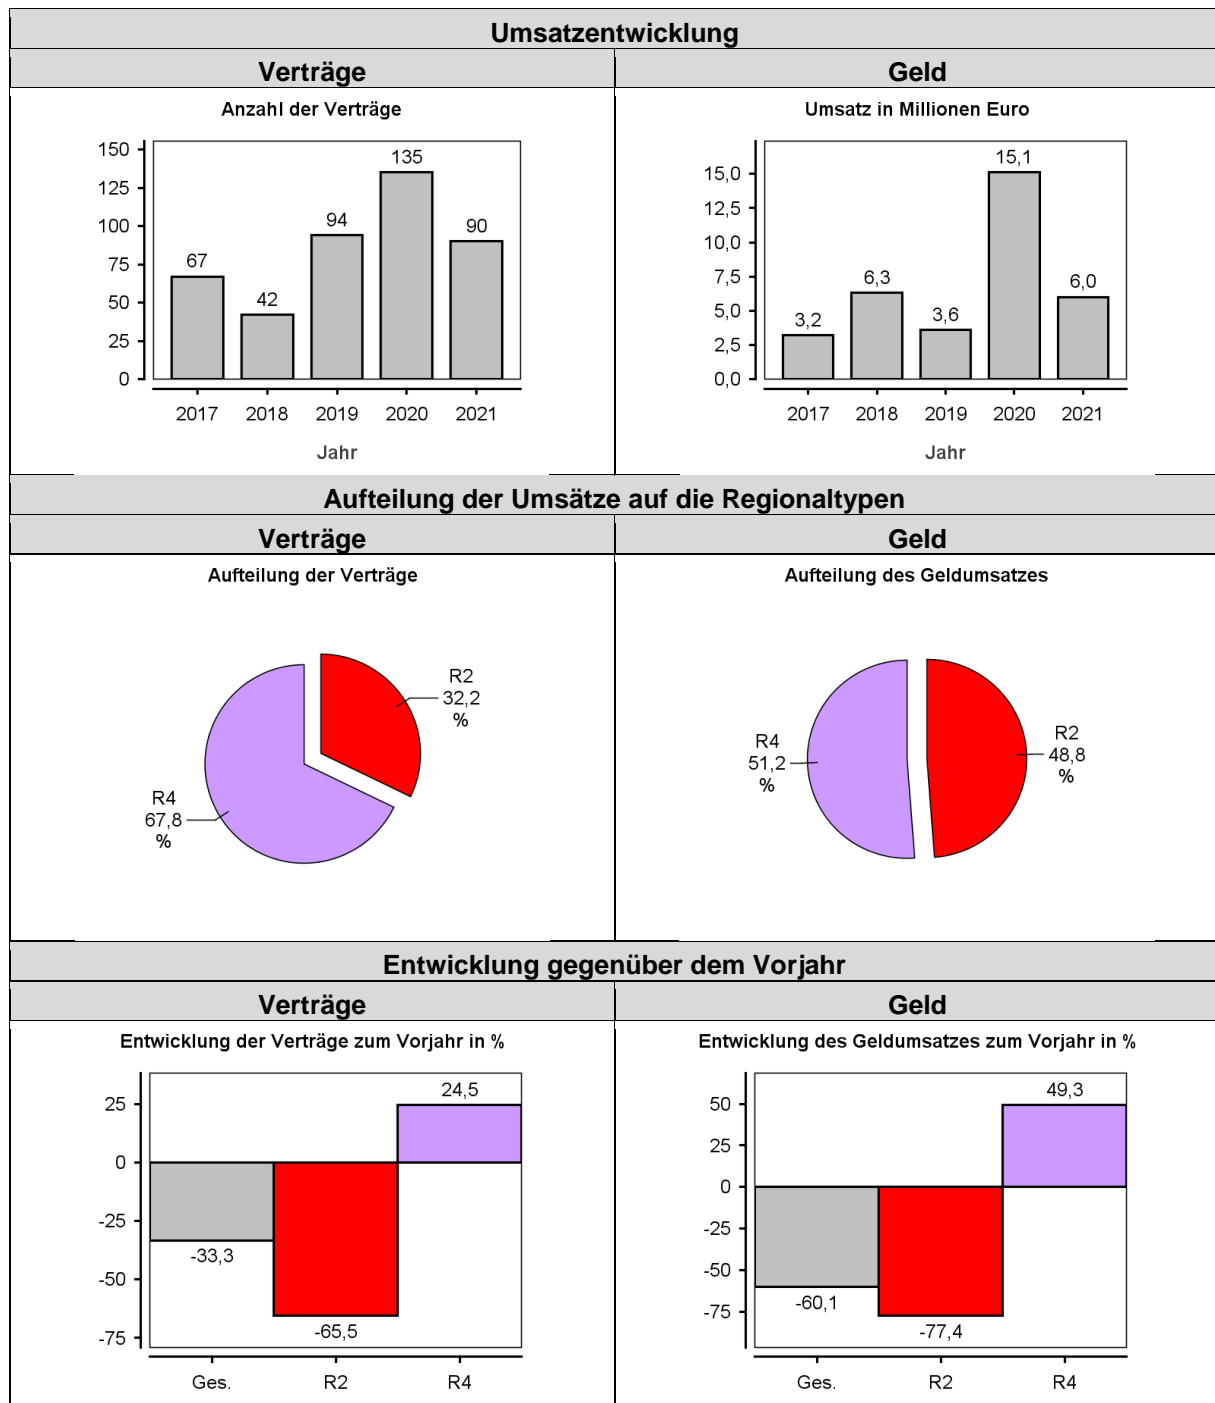 Umsatzentwicklung
Verträge
Geld
Anzahl der Verträge
150
125
100
75
50
25
0
67
42
94
135
90
2017 2018 2019 2020 2021
Jahr
Umsatz in Millionen Euro
15,0
12,5
10,0
7,5
5,0
2,5
0,0
3,2
6,3
3,6
15,1
6,0
2017 2018 2019 2020 2021
Jahr
Aufteilung der Umsätze auf die Regionaltypen
Verträge
Geld
Aufteilung der Verträge
R2
32,2
%
R4
67,8
%
Aufteilung des Geldumsatzes
R4
51,2
%
R2
48,8
%
Entwicklung gegenüber dem Vorjahr
Verträge
Geld
Entwicklung der Verträge zum Vorjahr in %
25
0
-25
-50
-75
-33,3
-65,5
24,5
Ges. R2 R4
Entwicklung des Geldumsatzes zum Vorjahr in %
50
25
0
-25
-50
-75
-60,1
-77,4
49,3
Ges. R2 R4